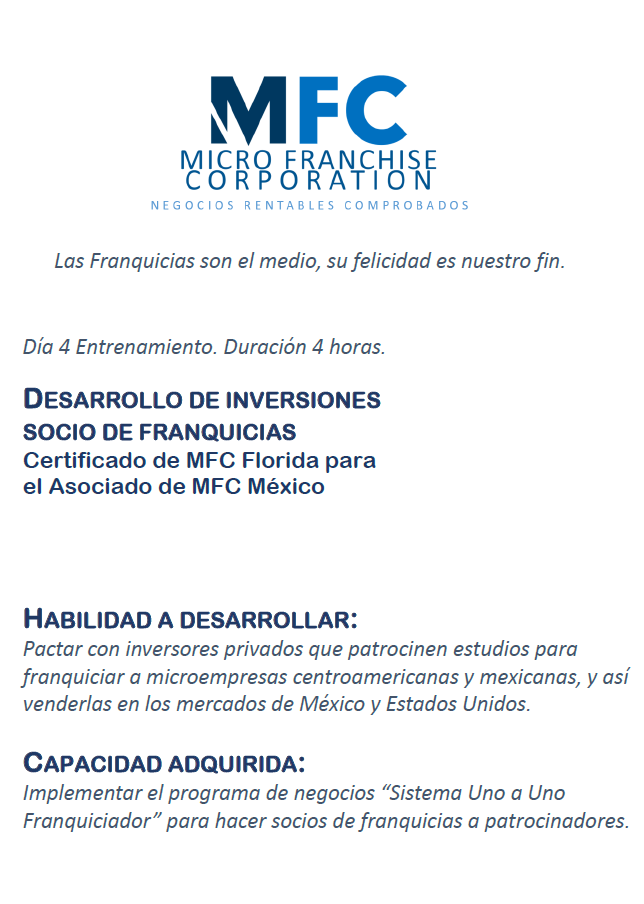 MFC
MICRO FRANCHISE
CORPORATION
NEGOCIOS RENTABLES COMPROBADOS
Las Franquicias son el medio, su felicidad es nuestro fin.
Día 4 Entrenamiento. Duración 4 horas.
DESARROLLO DE INVERSIONES
SOCIO DE FRANQUICIAS
Certificado de MFC Florida para
el Asociado de MFC México
HABILIDAD A DESARROLLAR:
Pactar con inversores privados que patrocinen estudios para
franquiciar a microempresas centroamericanas y mexicanas, y así
venderlas en los mercados de México y Estados Unidos.
CAPACIDAD ADQUIRIDA:
Implementar el programa de negocios “Sistema Uno a Uno
Franquiciador” para hacer socios de franquicias a patrocinadores.